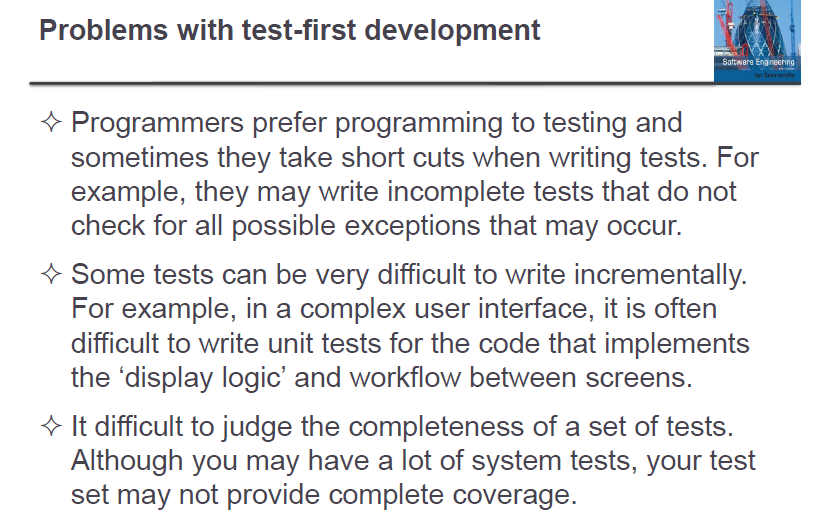 Problems with test-first development
Software Engineering
Ian Sommerville
✧ Programmers prefer programming to testing and
sometimes they take short cuts when writing tests. For
example, they may write incomplete tests that do not
check for all possible exceptions that may occur.
✧ Some tests can be very difficult to write incrementally.
For example, in a complex user interface, it is often
difficult to write unit tests for the code that implements
the ‘display logic’ and workflow between screens.
✧ It difficult to judge the completeness of a set of tests.
Although you may have a lot of system tests, your test
set may not provide complete coverage.